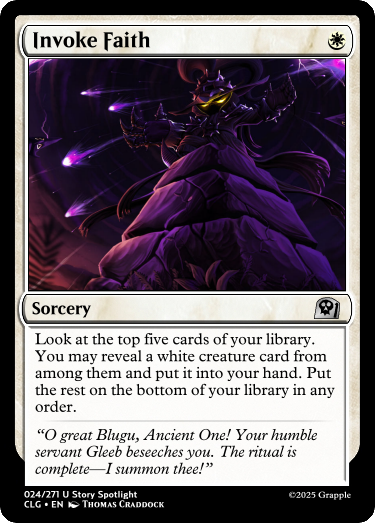 Invoke Faith
Sorcery
Look at the top five cards of your library.
You may reveal a white creature card from
among them and put it into your hand. Put
the rest on the bottom of your library in any
order.
“O great Blugu, Ancient One! Your humble
servant Gleeb beseeches you. The ritual is
complete—I summon thee!”
024/271 U Story Spotlight
CLG • EN Thomas Craddock
©2025 Grapple